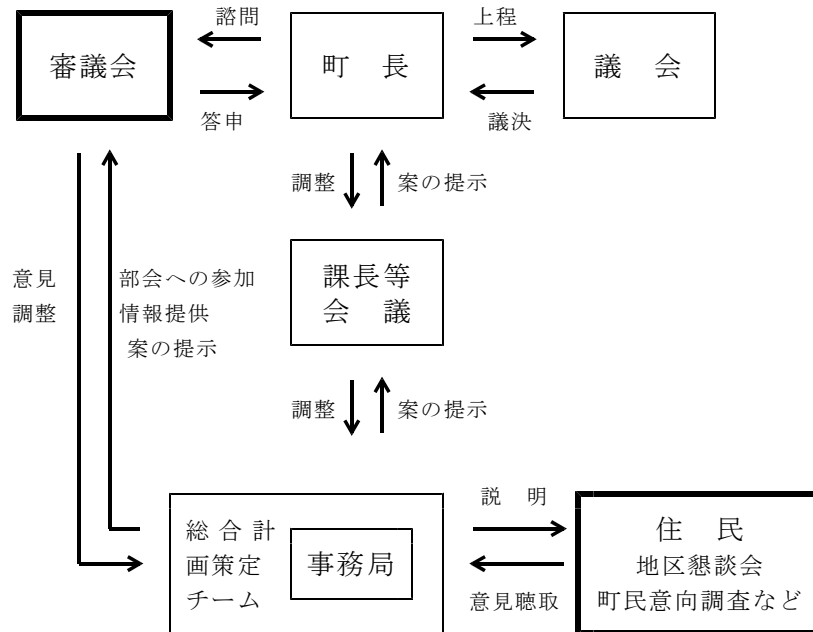 諮問
上程
審議会
町　長
議　会
答申
議決
調整
案の提示
意見
調整
部会への参加
情報提供
案の提示
課長等
会　議
調整
案の提示
説　明
総合計
画策定
チーム
事務局
住　民
地区懇談会
町民意向調査など
意見聴取